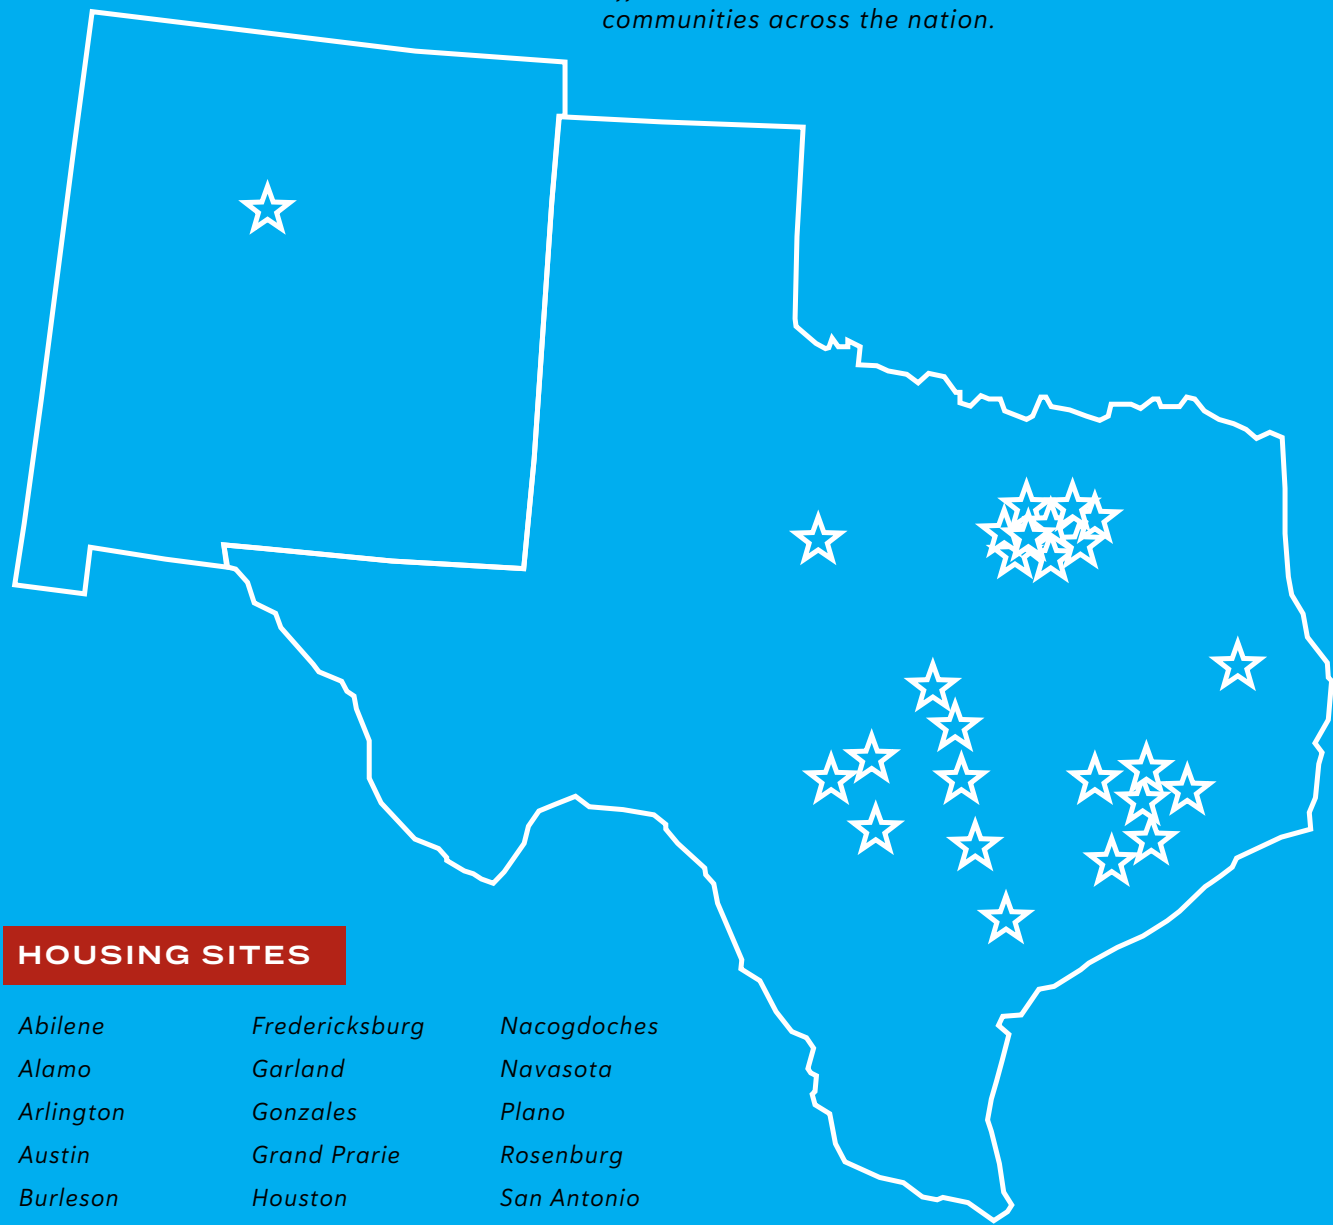 communities across the nation.
HOUSING SITES
Abilene
Alamo
Arlington
Austin
Burleson
Fredericksburg
Garland
Gonzales
Grand Prarie
Houston
Nacogdoches
Navasota
Plano
Rosenburg
San Antonio